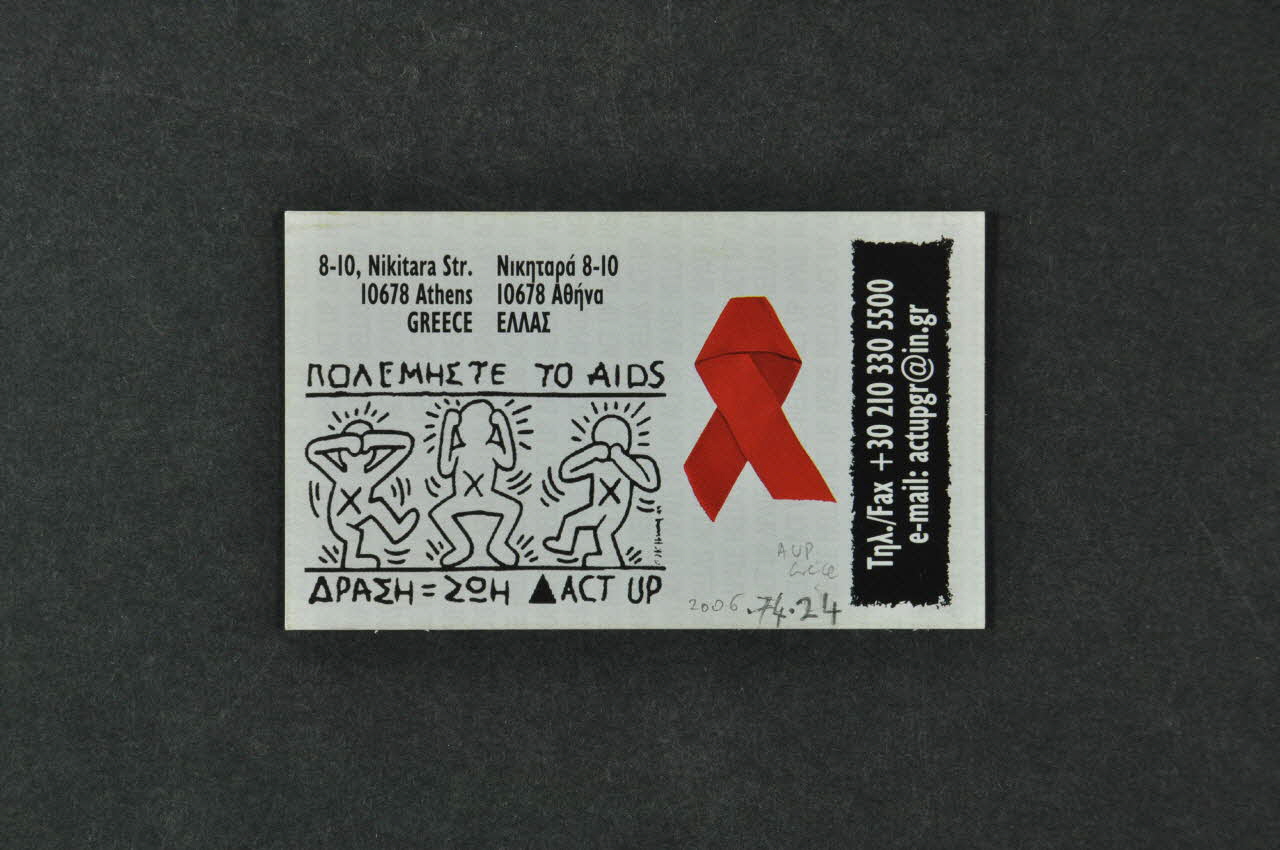 8-10, Nikitara Str.
10678 Athens
GREECE
Νικηταρά 8-10
10678 Αθήνα
ΕΛΛΑΣ
ΠΟΛΕΜΗΣΤΕ ΤΟ AIDS
ΔΡΑΣΗ = ΖΩΗ ▲ ACT UP
Τηλ./Fax +30 210 330 5500
e-mail: actupgr@in.gr
AUP
Grèce
2006.74.24